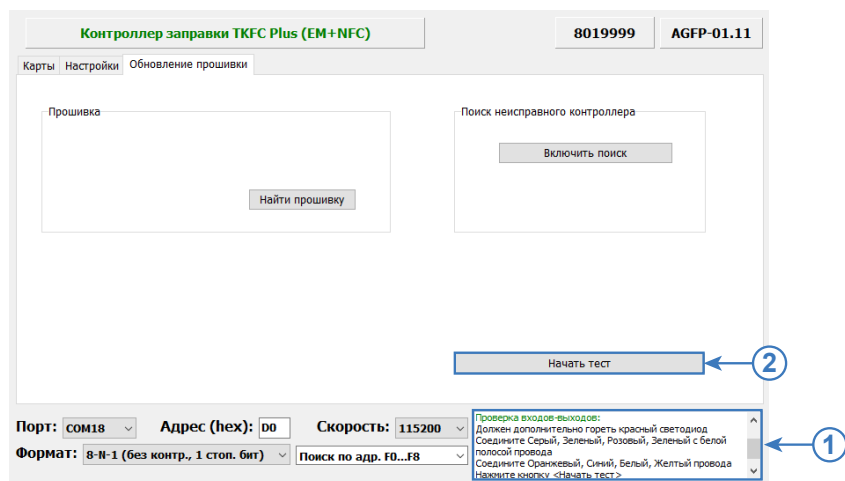 Контроллер заправки TKFC Plus (EM+NFC)
8019999
AGFP-01.11
Карты
Настройки
Обновление прошивки
Прошивка
Найти прошивку
Поиск неисправного контроллера
Включить поиск
Начать тест
2
Порт:
COM18
Адрес (hex):
D0
Скорость:
115200
Формат:
8-N-1 (без контр., 1 стоп. бит)
Поиск по адр. F0...F8
Проверка входов-выходов:
Должен дополнительно гореть красный светодиод
Соедините Серый, Зеленый, Розовый, Зеленый с белой
полосой провода
Соедините Оранжевый, Синий, Белый, Желтый провода
Нажмите кнопку <Начать тест>
1